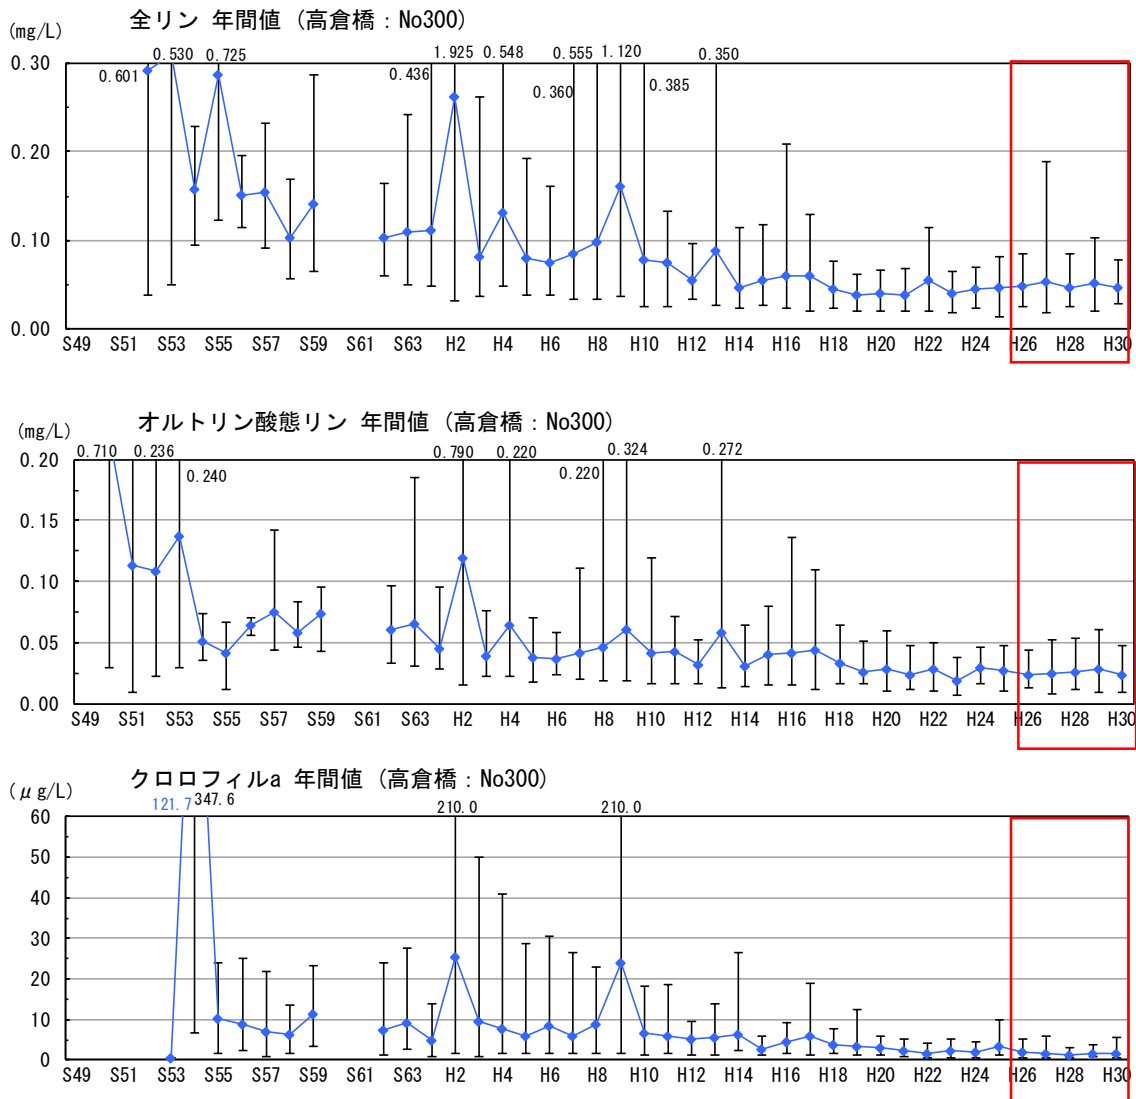 全リン 年間値 (高倉橋：No300)
(mg/L)
0.601 0.530 0.725 0.436 1.925 0.548 0.360 0.555 1.120 0.385 0.350
0.30
0.20
0.10
0.00
S49 S51 S53 S55 S57 S59 S61 S63 H2 H4 H6 H8 H10 H12 H14 H16 H18 H20 H22 H24 H26 H28 H30
オルトリン酸態リン 年間値 (高倉橋：No300)
(mg/L)
0.710 0.236 0.240 0.790 0.220 0.220 0.324 0.272
0.20
0.15
0.10
0.05
0.00
S49 S51 S53 S55 S57 S59 S61 S63 H2 H4 H6 H8 H10 H12 H14 H16 H18 H20 H22 H24 H26 H28 H30
クロロフィルa 年間値 (高倉橋：No300)
(μg/L)
121.7 347.6 210.0 210.0
60
50
40
30
20
10
0
S49 S51 S53 S55 S57 S59 S61 S63 H2 H4 H6 H8 H10 H12 H14 H16 H18 H20 H22 H24 H26 H28 H30